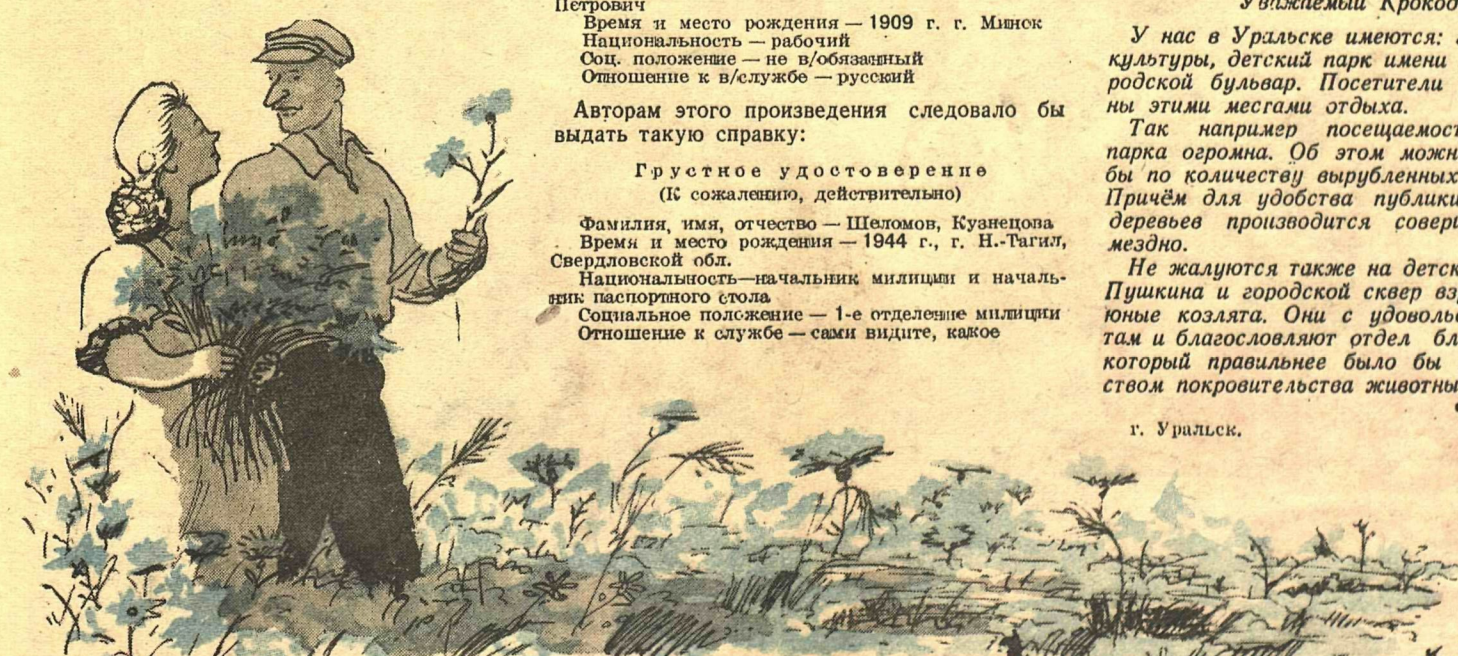 Петрович
Время и место рождения — 1909 г. г. Минск
Национальность — рабочий
Соц. положение — не в/обязанный
Отношение к в/службе — русский
Авторам этого произведения следовало бы
выдать такую справку:
Грустное удостоверение
(К сожалению, действительно)
Фамилия, имя, отчество — Шеломов, Кузнецова
Время и место рождения — 1944 г., г. Н.-Тагил,
Свердловской обл.
Национальность—начальник милиции и началь-
ник паспортного стола
Социальное положение — 1-е отделение милиции
Отношение к службе — сами видите, какое
Уважаемый Крокод
У нас в Уральске имеются:
культуры, детский парк имени
родской бульвар. Посетители
ны этими местами отдыха.
Так например посещаемост
парка огромна. Об этом можн
бы по количеству вырубленных
Причём для удобства публики
деревьев производится совер
мездно.
Не жалуются также на детск
Пушкина и городской сквер вз
юные козлята. Они с удоволь
там и благословляют отдел бл
который правильнее было бы
ством покровительства животны
г. Уральск.